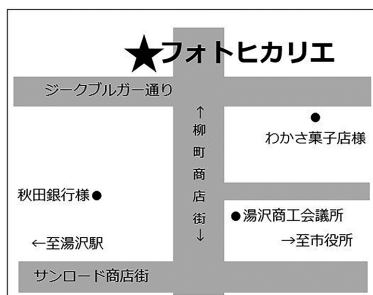 ★フォトヒカリエ
ジークブルガー通り
↑柳町商店街↓
●
わかさ菓子店様
秋田銀行様●
●湯沢商工会議所
←至湯沢駅
→至市役所
サンロード商店街